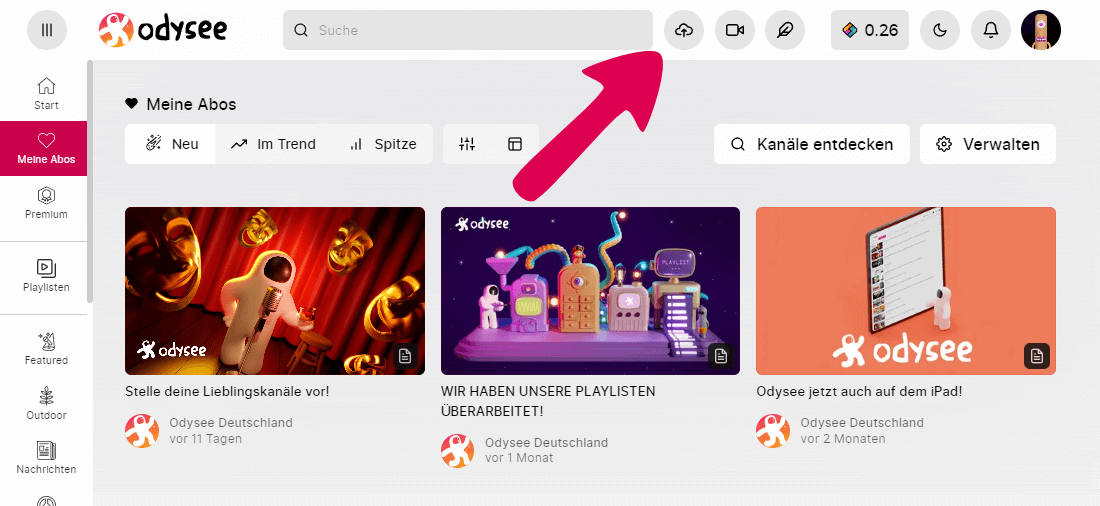 odysee
Suche
0.26
Start
Meine Abos
Premium
Playlisten
Featured
Outdoor
Nachrichten
Meine Abos
Neu
Im Trend
Spitze
Kanäle entdecken
Verwalten
odysee
Stelle deine Lieblingskanäle vor!
Odysee Deutschland
vor 11 Tagen
odysee
PLAYLIST
WIR HABEN UNSERE PLAYLISTEN
ÜBERARBEITET!
Odysee Deutschland
vor 1 Monat
odysee
Odysee jetzt auch auf dem iPad!
Odysee Deutschland
vor 2 Monaten